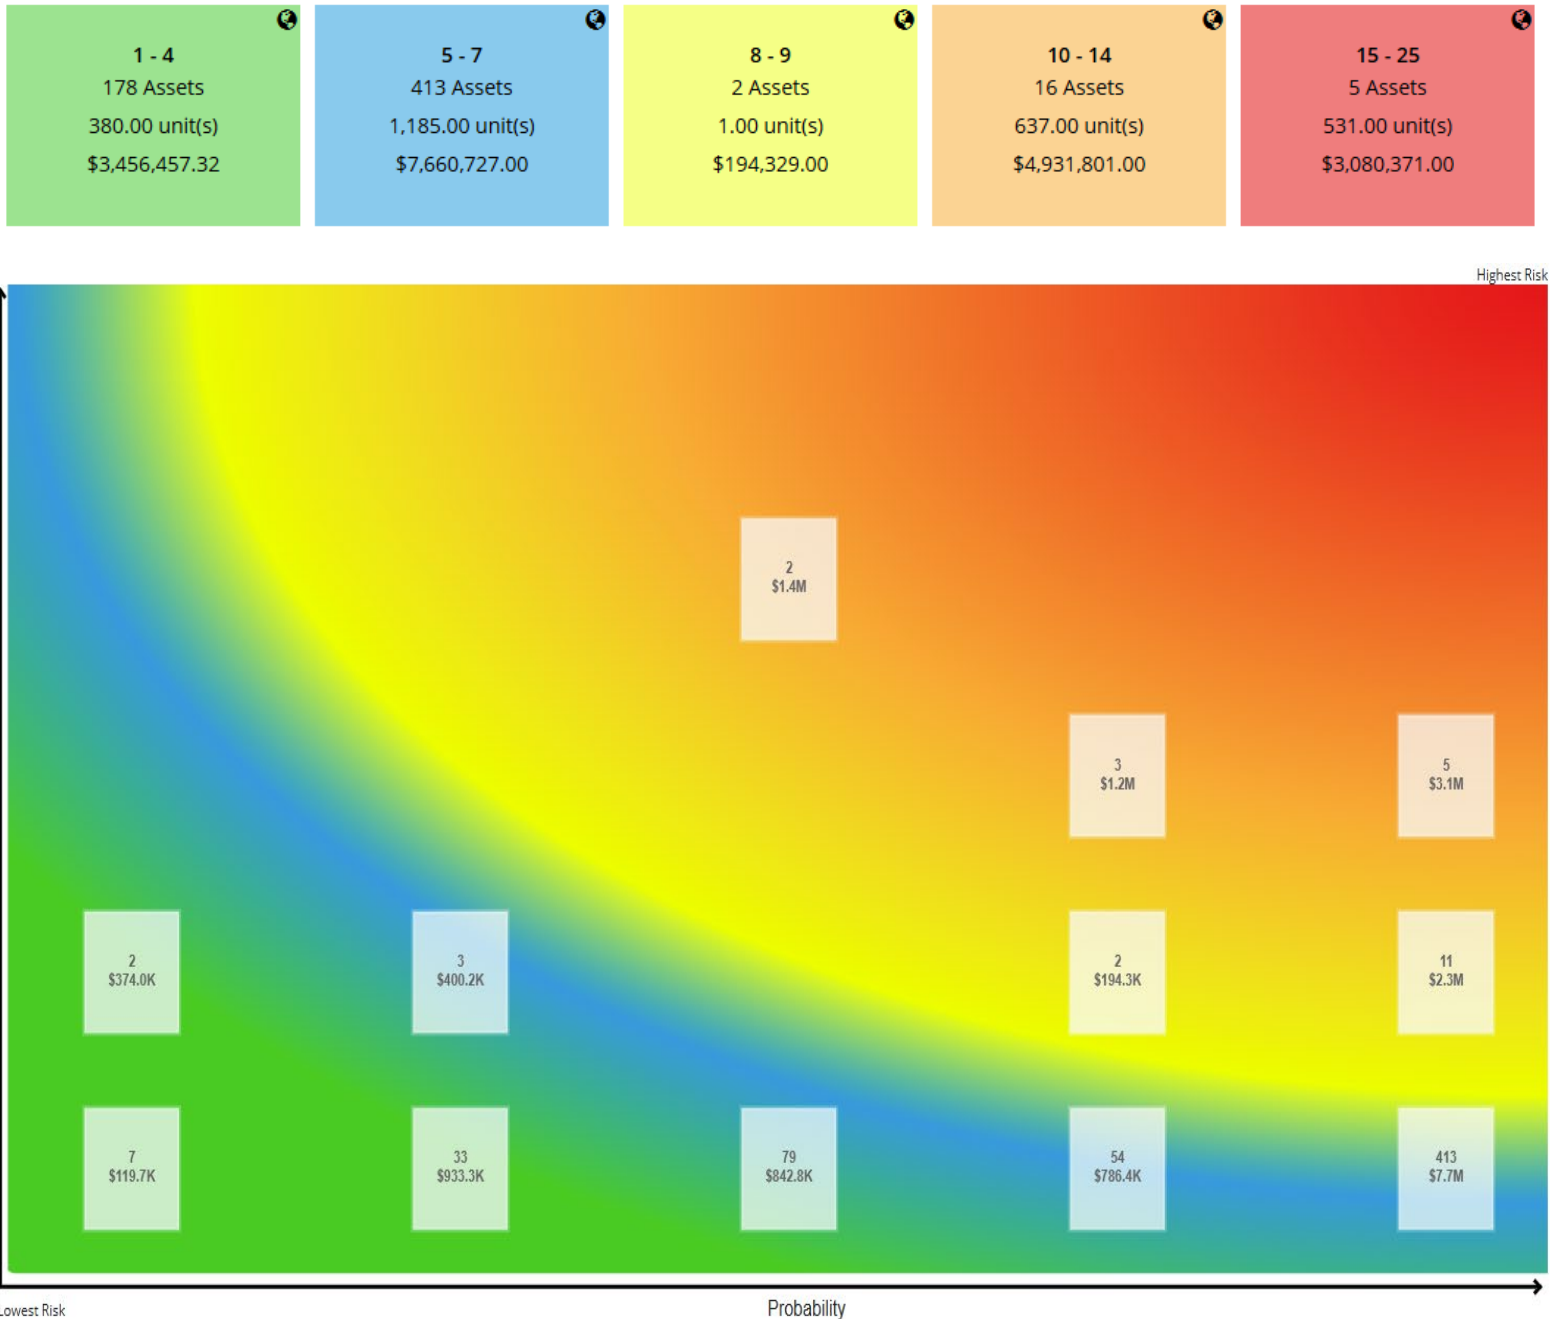 1 - 4
178 Assets
380.00 unit(s)
$3,456,457.32
5 - 7
413 Assets
1,185.00 unit(s)
$7,660,727.00
8 - 9
2 Assets
1.00 unit(s)
$194,329.00
10 - 14
16 Assets
637.00 unit(s)
$4,931,801.00
15 - 25
5 Assets
531.00 unit(s)
$3,080,371.00
Highest Risk
2
$1.4M
3
$1.2M
5
$3.1M
2
$374.0K
3
$400.2K
2
$194.3K
11
$2.3M
7
$119.7K
33
$933.3K
79
$842.8K
54
$786.4K
413
$7.7M
Lowest Risk
Probability